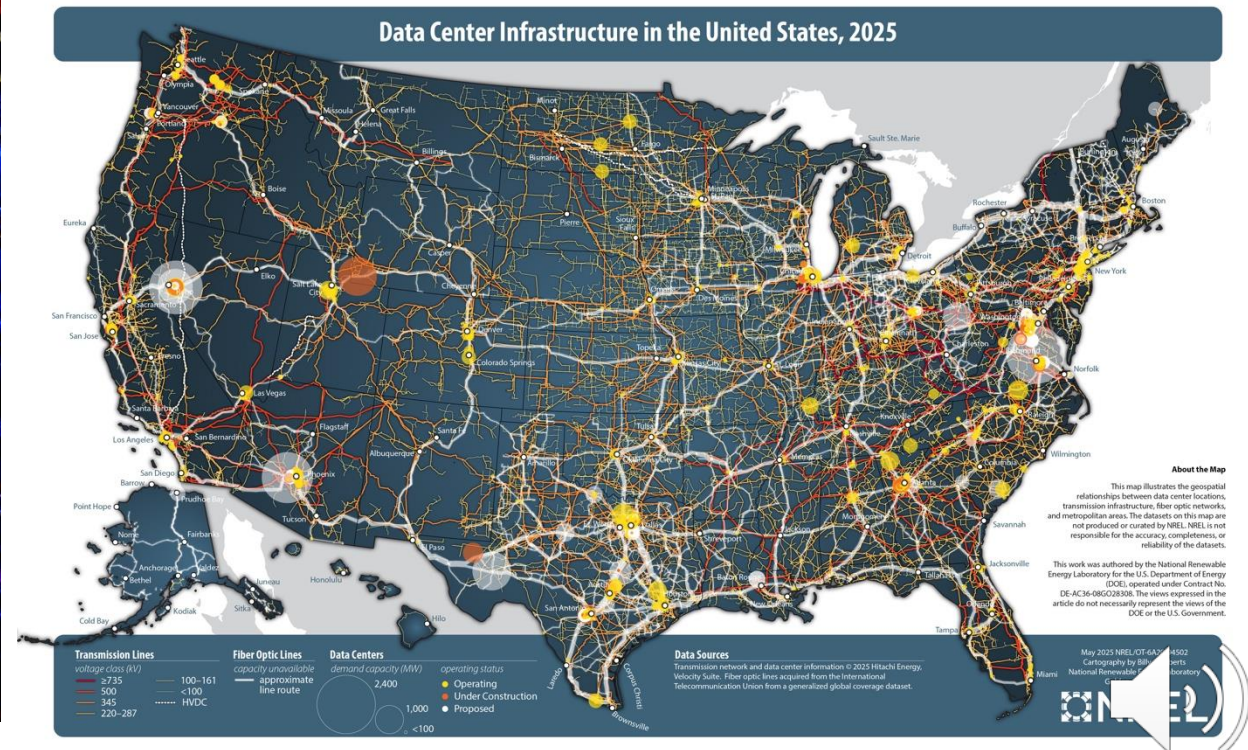 Data Center Infrastructure in the United States, 2025
Seattle
Olympia
Vancouver
Portland
Missoula
Great Falls
Helena
Billings
Minot
Bismarck
Fargo
Sault Ste. Marie
Minneapolis
Boise
Pierre
Sioux
Falls
Rochester
Buffalo
Boston
Eureka
Casper
Detroit
New York
Elko
Salt Lake
City
Cheyenne
Des Moines
Sacramento
San Francisco
San Jose
Denver
Colorado Springs
Topeka
Charleston
Norfolk
Fresno
Las Vegas
Knoxville
Raleigh
Santa Barbara
Los Angeles
San Bernardino
Flagstaff
Santa Fe
Albuquerque
Amarillo
Tulsa
Memphis
Nashville
Wilmington
Columbia
San Diego
Phoenix
Atlanta
Tucson
El Paso
Shreveport
Jackson
Montgomery
Savannah
Barrow
Prudhoe Bay
Point Hope
Nome
Fairbanks
Anchorage
Valdez
Bethel
Juneau
Sitka
Kodiak
Cold Bay
Honolulu
Hilo
Austin
San Antonio
Baton Rouge
New Orleans
Tallahassee
Jacksonville
Orlando
Tampa
Miami
Laredo
Corpus Christi
Brownsville
About the Map
This map illustrates the geospatial
relationships between data center locations,
transmission infrastructure, fiber optic networks,
and metropolitan areas. The datasets on this map are
not produced or curated by NREL. NREL is not
responsible for the accuracy, completeness, or
reliability of the datasets.
This work was authored by the National Renewable
Energy Laboratory for the U.S. Department of Energy
(DOE), operated under Contract No.
DE-AC36-08GO28308. The views expressed in the
article do not necessarily represent the views of the
DOE or the U.S. Government.
Transmission Lines
voltage class (kV)
≥735
500
345
220–287
100–161
<100
HVDC
Fiber Optic Lines
capacity unavailable
approximate
line route
Data Centers
demand capacity (MW)
2,400
1,000
<100
operating status
Operating
Under Construction
Proposed
Data Sources
Transmission network and data center information © 2025 Hitachi Energy,
Velocity Suite. Fiber optic lines acquired from the International
Telecommunication Union from a generalized global coverage dataset.
May 2025 NREL/OT-6A2
4502
Cartography by
National Renewable
NREL